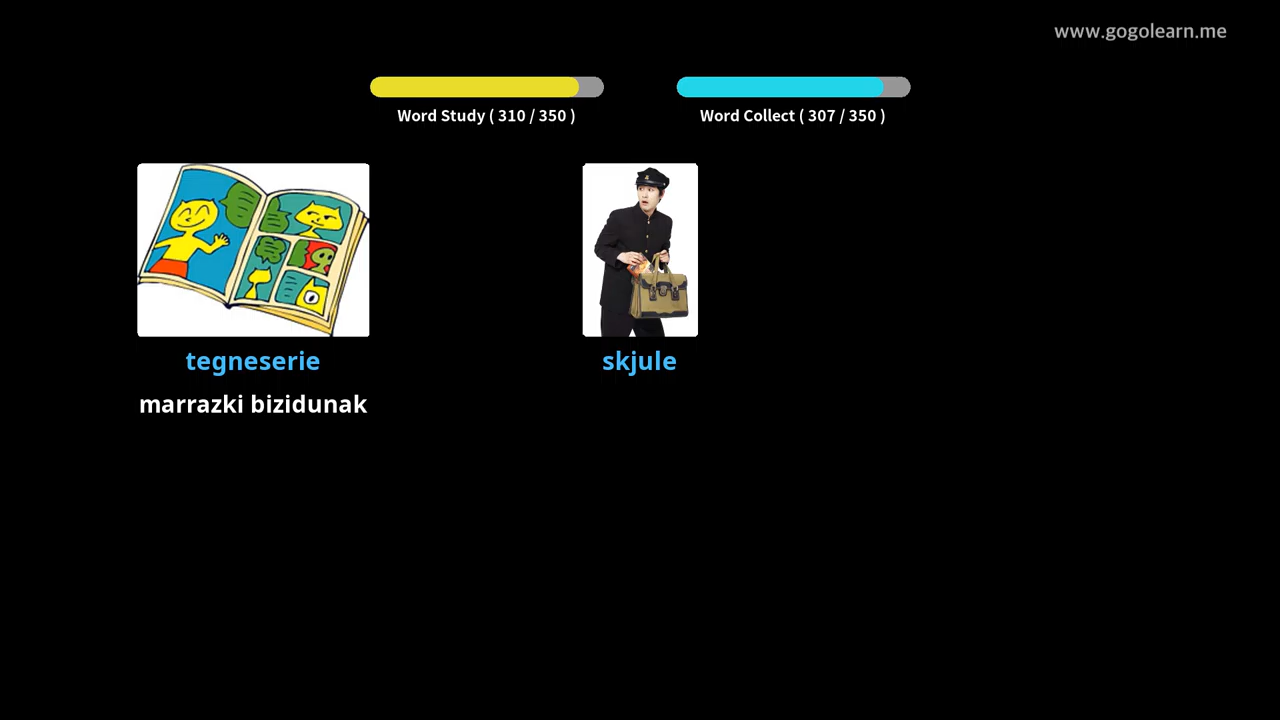 www.gogolearn.me
Word Study ( 310 / 350 )
Word Collect ( 307 / 350 )
tegneserie
skjule
marrazki bizidunak